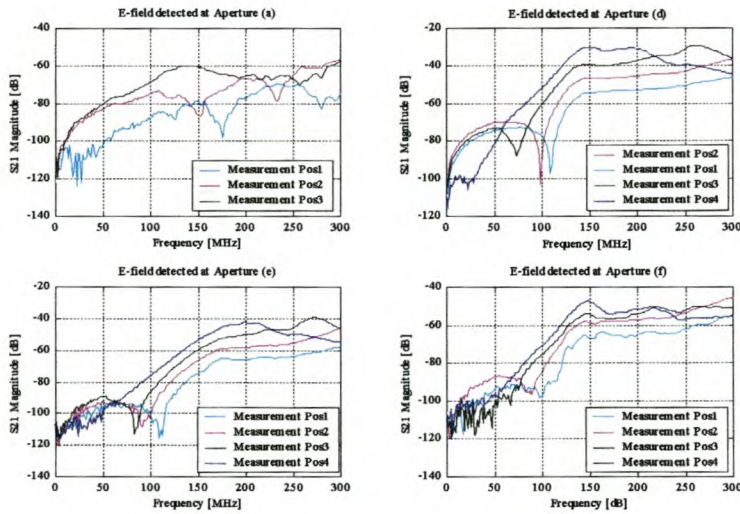 E-field detected at Aperture (a)
S21 Magnitude [dB]
-40
-60
-80
-100
-120
-140
0 50 100 150 200 250 300
Frequency [MHz]
Measurement Pos1
Measurement Pos2
Measurement Pos3
E-field detected at Aperture (d)
S21 Magnitude [dB]
-20
-40
-60
-80
-100
-120
-140
0 50 100 150 200 250 300
Frequency [MHz]
Measurement Pos2
Measurement Pos1
Measurement Pos3
Measurement Pos4
E-field detected at Aperture (e)
S21 Magnitude [dB]
-20
-40
-60
-80
-100
-120
-140
0 50 100 150 200 250 300
Frequency [MHz]
Measurement Pos1
Measurement Pos2
Measurement Pos3
Measurement Pos4
E-field detected at Aperture (f)
S21 Magnitude [dB]
-20
-40
-60
-80
-100
-120
-140
0 50 100 150 200 250 300
Frequency [dB]
Measurement Pos1
Measurement Pos2
Measurement Pos3
Measurement Pos4